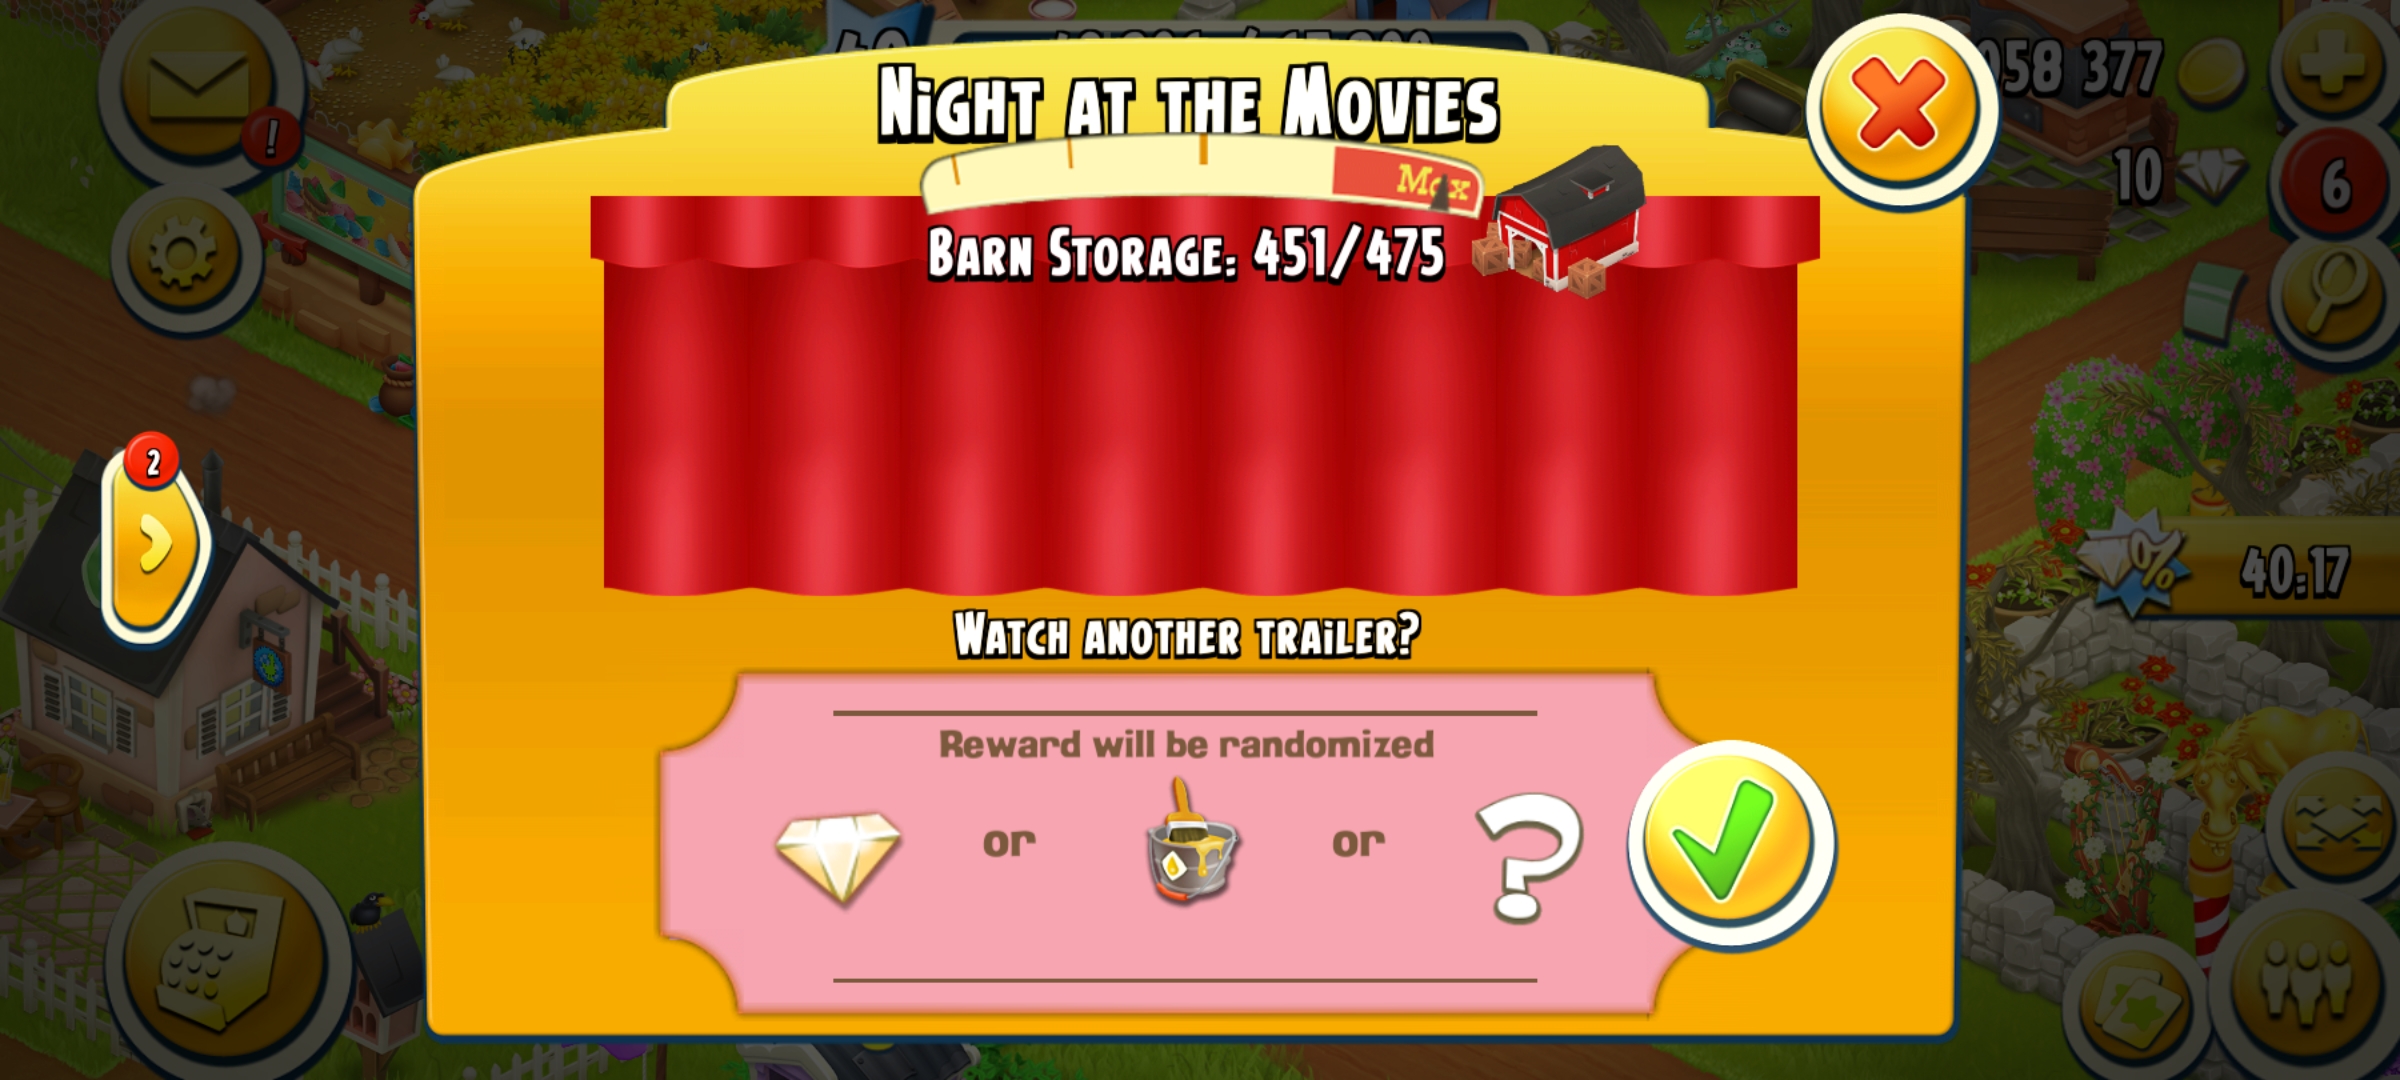 Night at the Movies
Max
Barn Storage: 451/475
058 377
10
!
6
2
40:17
Watch another trailer?
Reward will be randomized
or
or
?
%